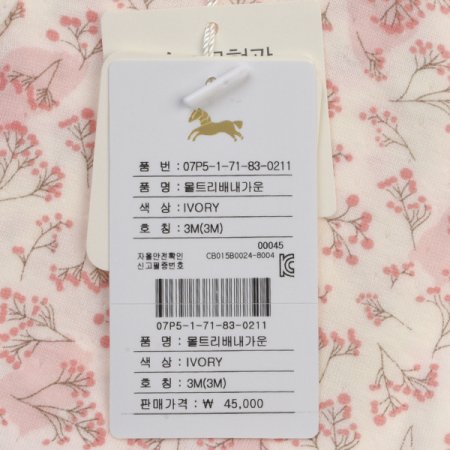 품 번 : 07P5-1-71-83-0211
품 명 : 몰트리배내가운
색 상 : IVORY
호 칭 : 3M(3M)
00045
자율안전확인
신고필증번호
CB015B0024-8004
07P5-1-71-83-0211
품 명 : 몰트리배내가운
색 상 : IVORY
호 칭 : 3M(3M)
판매가격 : ₩ 45,000